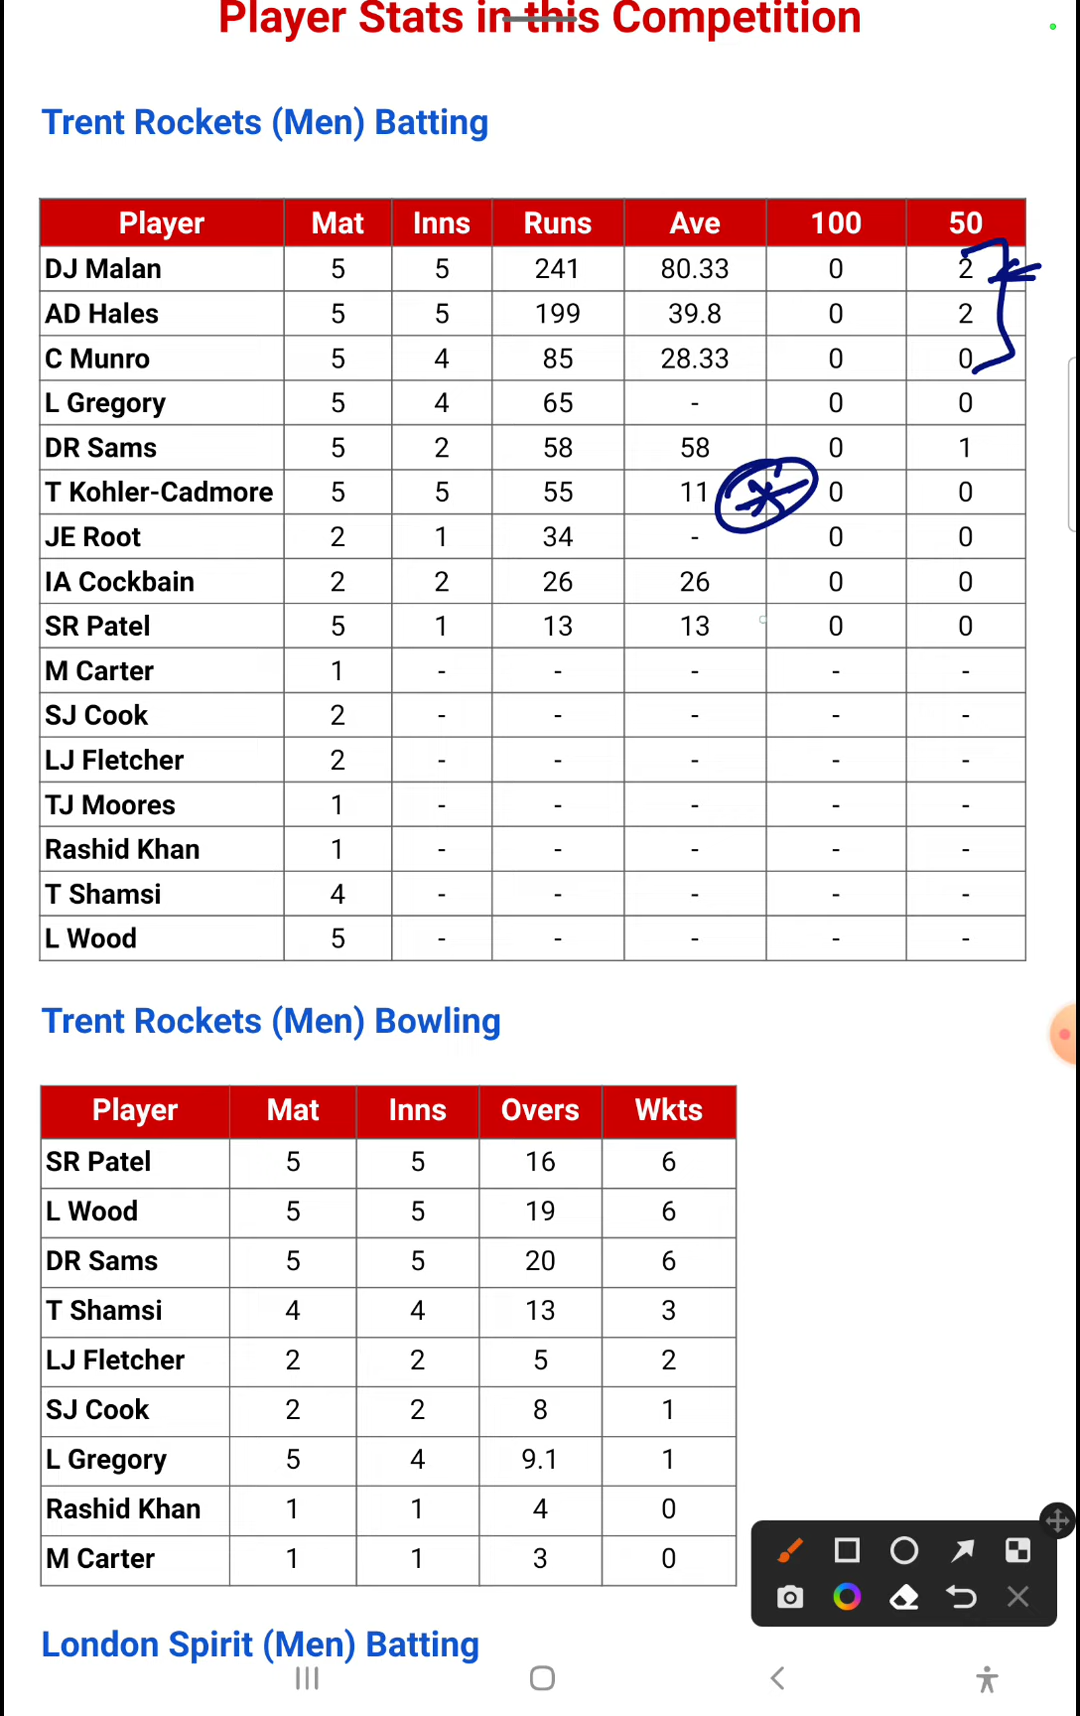 Player Stats in this Competition
Trent Rockets (Men) Batting
Player Mat Inns Runs Ave 100 50
DJ Malan 5 5 241 80.33 0 2
AD Hales 5 5 199 39.8 0 2
C Munro 5 4 85 28.33 0 0
L Gregory 5 4 65 - 0 0
DR Sams 5 2 58 58 0 1
T Kohler-Cadmore 5 5 55 11 0 0
JE Root 2 1 34 - 0 0
IA Cockbain 2 2 26 26 0 0
SR Patel 5 1 13 13 0 0
M Carter 1 - - - - -
SJ Cook 2 - - - - -
LJ Fletcher 2 - - - - -
TJ Moores 1 - - - - -
Rashid Khan 1 - - - - -
T Shamsi 4 - - - - -
L Wood 5 - - - - -
Trent Rockets (Men) Bowling
Player Mat Inns Overs Wkts
SR Patel 5 5 16 6
L Wood 5 5 19 6
DR Sams 5 5 20 6
T Shamsi 4 4 13 3
LJ Fletcher 2 2 5 2
SJ Cook 2 2 8 1
L Gregory 5 4 9.1 1
Rashid Khan 1 1 4 0
M Carter 1 1 3 0
London Spirit (Men) Batting